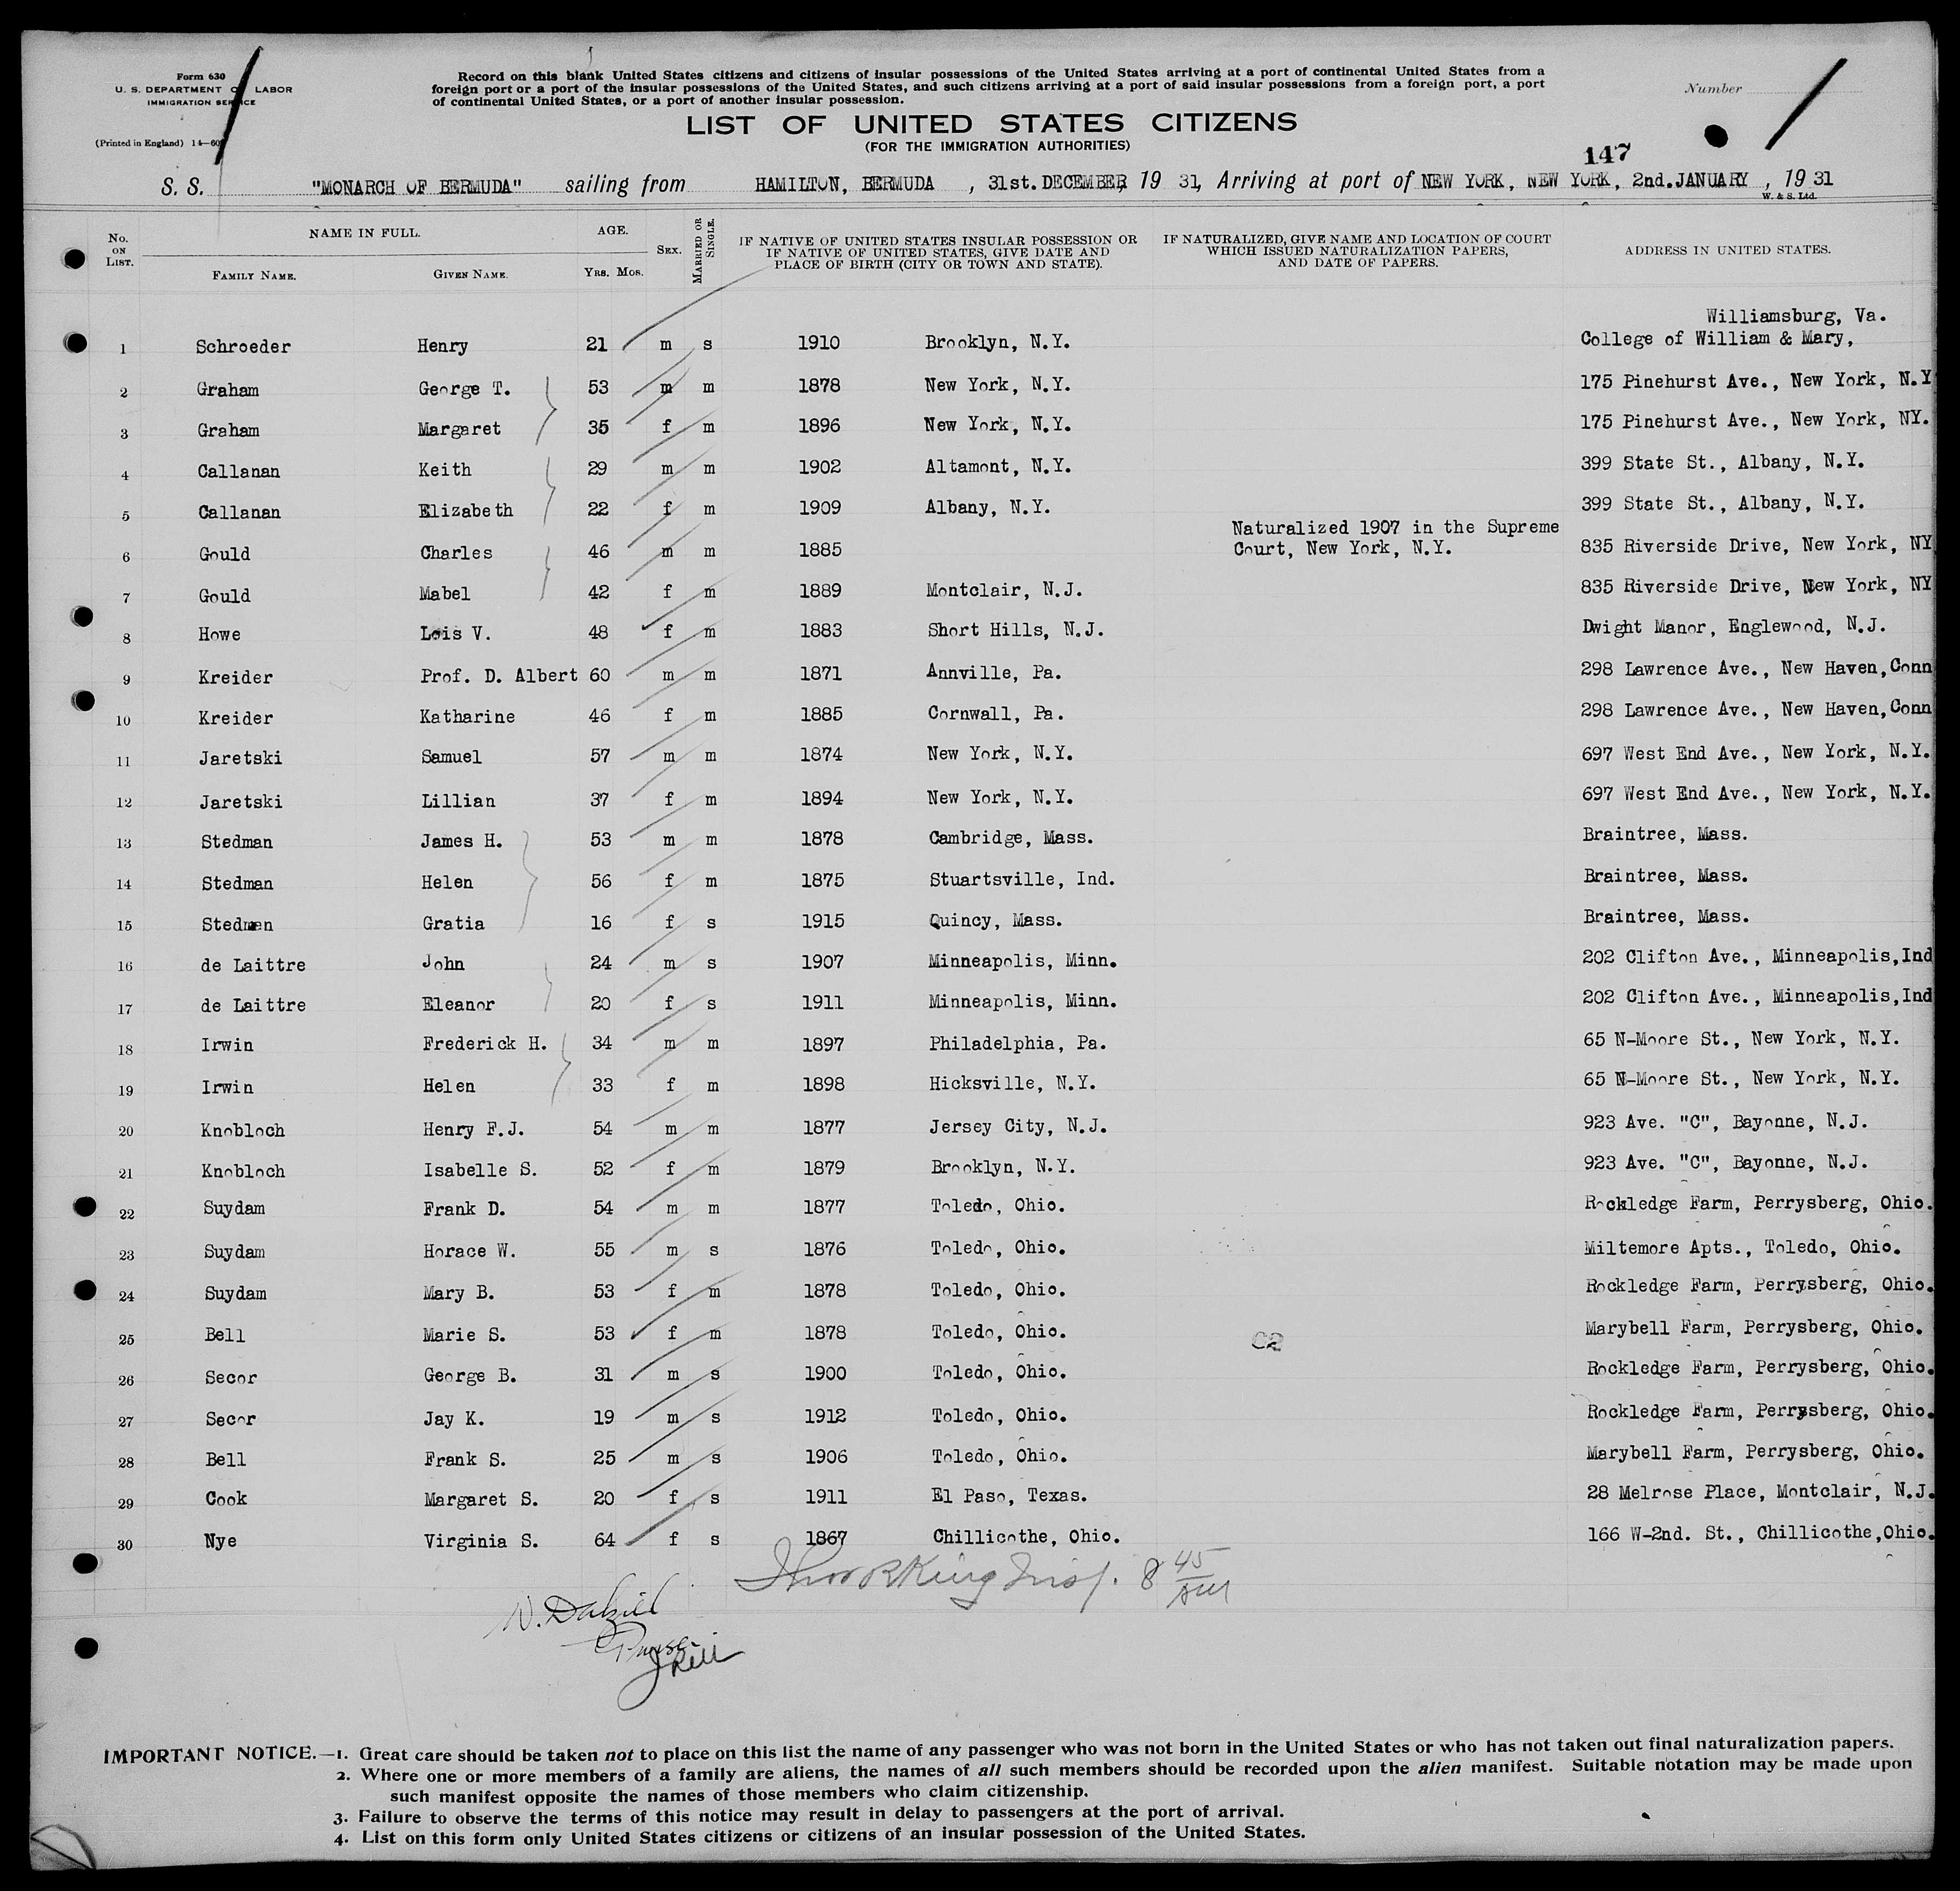 Form 630
U. S. DEPARTMENT OF LABOR
IMMIGRATION SERVICE
(Printed in England) 14—60
Record on this blank United States citizens and citizens of insular possessions of the United States arriving at a port of continental United States from a
foreign port or a port of the insular possessions of the United States, and such citizens arriving at a port of said insular possessions from a foreign port, a port
of continental United States, or a port of another insular possession.
Number
LIST OF UNITED STATES CITIZENS
(FOR THE IMMIGRATION AUTHORITIES)
147
S. S. "MONARCH OF BERMUDA" sailing from HAMILTON, BERMUDA, 31st. DECEMBER, 19 31, Arriving at port of NEW YORK, NEW YORK, 2nd. JANUARY, 19 31
W. & S. Ltd.
No. ON LIST. NAME IN FULL. FAMILY NAME. GIVEN NAME. AGE. YRS. MOS. SEX. MARRIED OR SINGLE. IF NATIVE OF UNITED STATES INSULAR POSSESSION OR IF NATIVE OF UNITED STATES, GIVE DATE AND PLACE OF BIRTH (CITY OR TOWN AND STATE). IF NATURALIZED, GIVE NAME AND LOCATION OF COURT WHICH ISSUED NATURALIZATION PAPERS, AND DATE OF PAPERS. ADDRESS IN UNITED STATES.
Williamsburg, Va.
1 Schroeder Henry 21 m s 1910 Brooklyn, N.Y. College of William & Mary,
2 Graham George T. 53 m m 1878 New York, N.Y. 175 Pinehurst Ave., New York, N.Y
3 Graham Margaret 35 f m 1896 New York, N.Y. 175 Pinehurst Ave., New York, NY.
4 Callanan Keith 29 m m 1902 Altamont, N.Y. 399 State St., Albany, N.Y.
5 Callanan Elizabeth 22 f m 1909 Albany, N.Y. 399 State St., Albany, N.Y.
Naturalized 1907 in the Supreme
6 Gould Charles 46 m m 1885 Court, New York, N.Y. 835 Riverside Drive, New York, NY
7 Gould Mabel 42 f m 1889 Montclair, N.J. 835 Riverside Drive, New York, NY
8 Howe Lois V. 48 f m 1883 Short Hills, N.J. Dwight Manor, Englewood, N.J.
9 Kreider Prof. D. Albert 60 m m 1871 Annville, Pa. 298 Lawrence Ave., New Haven, Conn
10 Kreider Katharine 46 f m 1885 Cornwall, Pa. 298 Lawrence Ave., New Haven, Conn
11 Jaretski Samuel 57 m m 1874 New York, N.Y. 697 West End Ave., New York, N.Y.
12 Jaretski Lillian 37 f m 1894 New York, N.Y. 697 West End Ave., New York, N.Y.
13 Stedman James H. 53 m m 1878 Cambridge, Mass. Braintree, Mass.
14 Stedman Helen 56 f m 1875 Stuartsville, Ind. Braintree, Mass.
15 Stedman Gratia 16 f s 1915 Quincy, Mass. Braintree, Mass.
16 de Laittre John 24 m s 1907 Minneapolis, Minn. 202 Clifton Ave., Minneapolis, Ind
17 de Laittre Eleanor 20 f s 1911 Minneapolis, Minn. 202 Clifton Ave., Minneapolis, Ind
18 Irwin Frederick H. 34 m m 1897 Philadelphia, Pa. 65 N-Moore St., New York, N.Y.
19 Irwin Helen 33 f m 1898 Hicksville, N.Y. 65 N-Moore St., New York, N.Y.
20 Knobloch Henry F.J. 54 m m 1877 Jersey City, N.J. 923 Ave. "C", Bayonne, N.J.
21 Knobloch Isabelle S. 52 f m 1879 Brooklyn, N.Y. 923 Ave. "C", Bayonne, N.J.
22 Suydam Frank D. 54 m m 1877 Toledo, Ohio. Rockledge Farm, Perrysberg, Ohio.
23 Suydam Horace W. 55 m s 1876 Toledo, Ohio. Miltemore Apts., Toledo, Ohio.
24 Suydam Mary B. 53 f m 1878 Toledo, Ohio. Rockledge Farm, Perrysberg, Ohio.
25 Bell Marie S. 53 f m 1878 Toledo, Ohio. C2 Marybell Farm, Perrysberg, Ohio.
26 Secor George B. 31 m s 1900 Toledo, Ohio. Rockledge Farm, Perrysberg, Ohio.
27 Secor Jay K. 19 m s 1912 Toledo, Ohio. Rockledge Farm, Perrysberg, Ohio.
28 Bell Frank S. 25 m s 1906 Toledo, Ohio. Marybell Farm, Perrysberg, Ohio.
29 Cook Margaret S. 20 f s 1911 El Paso, Texas. 28 Melrose Place, Montclair, N.J.
30 Nye Virginia S. 64 f s 1867 Chillicothe, Ohio. 166 W-2nd. St., Chillicothe, Ohio.
King Insp. 8 45 AM
N. Dalziel
IMPORTANT NOTICE.—1. Great care should be taken not to place on this list the name of any passenger who was not born in the United States or who has not taken out final naturalization papers.
2. Where one or more members of a family are aliens, the names of all such members should be recorded upon the alien manifest. Suitable notation may be made upon
such manifest opposite the names of those members who claim citizenship.
3. Failure to observe the terms of this notice may result in delay to passengers at the port of arrival.
4. List on this form only United States citizens or citizens of an insular possession of the United States.